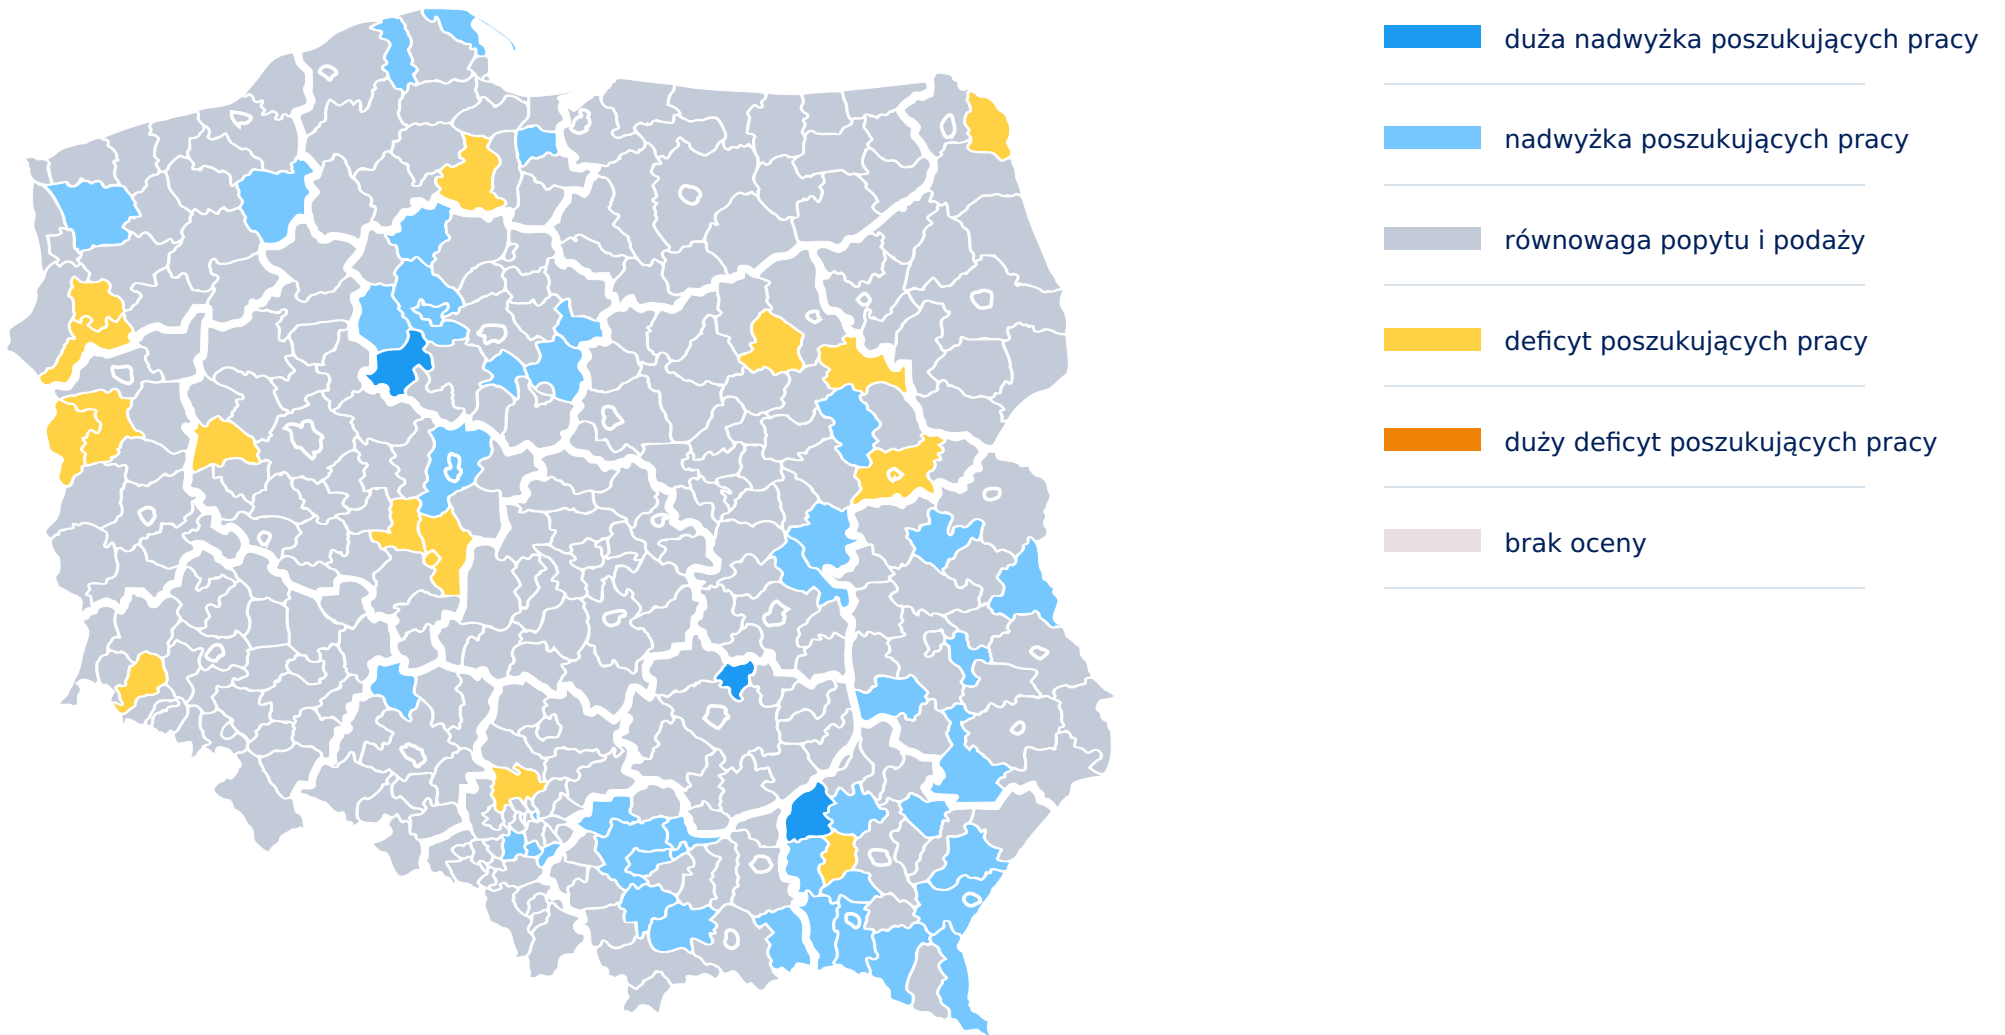 duża nadwyżka poszukujących pracy
nadwyżka poszukujących pracy
równowaga popytu i podaży
deficyt poszukujących pracy
duży deficyt poszukujących pracy
brak oceny